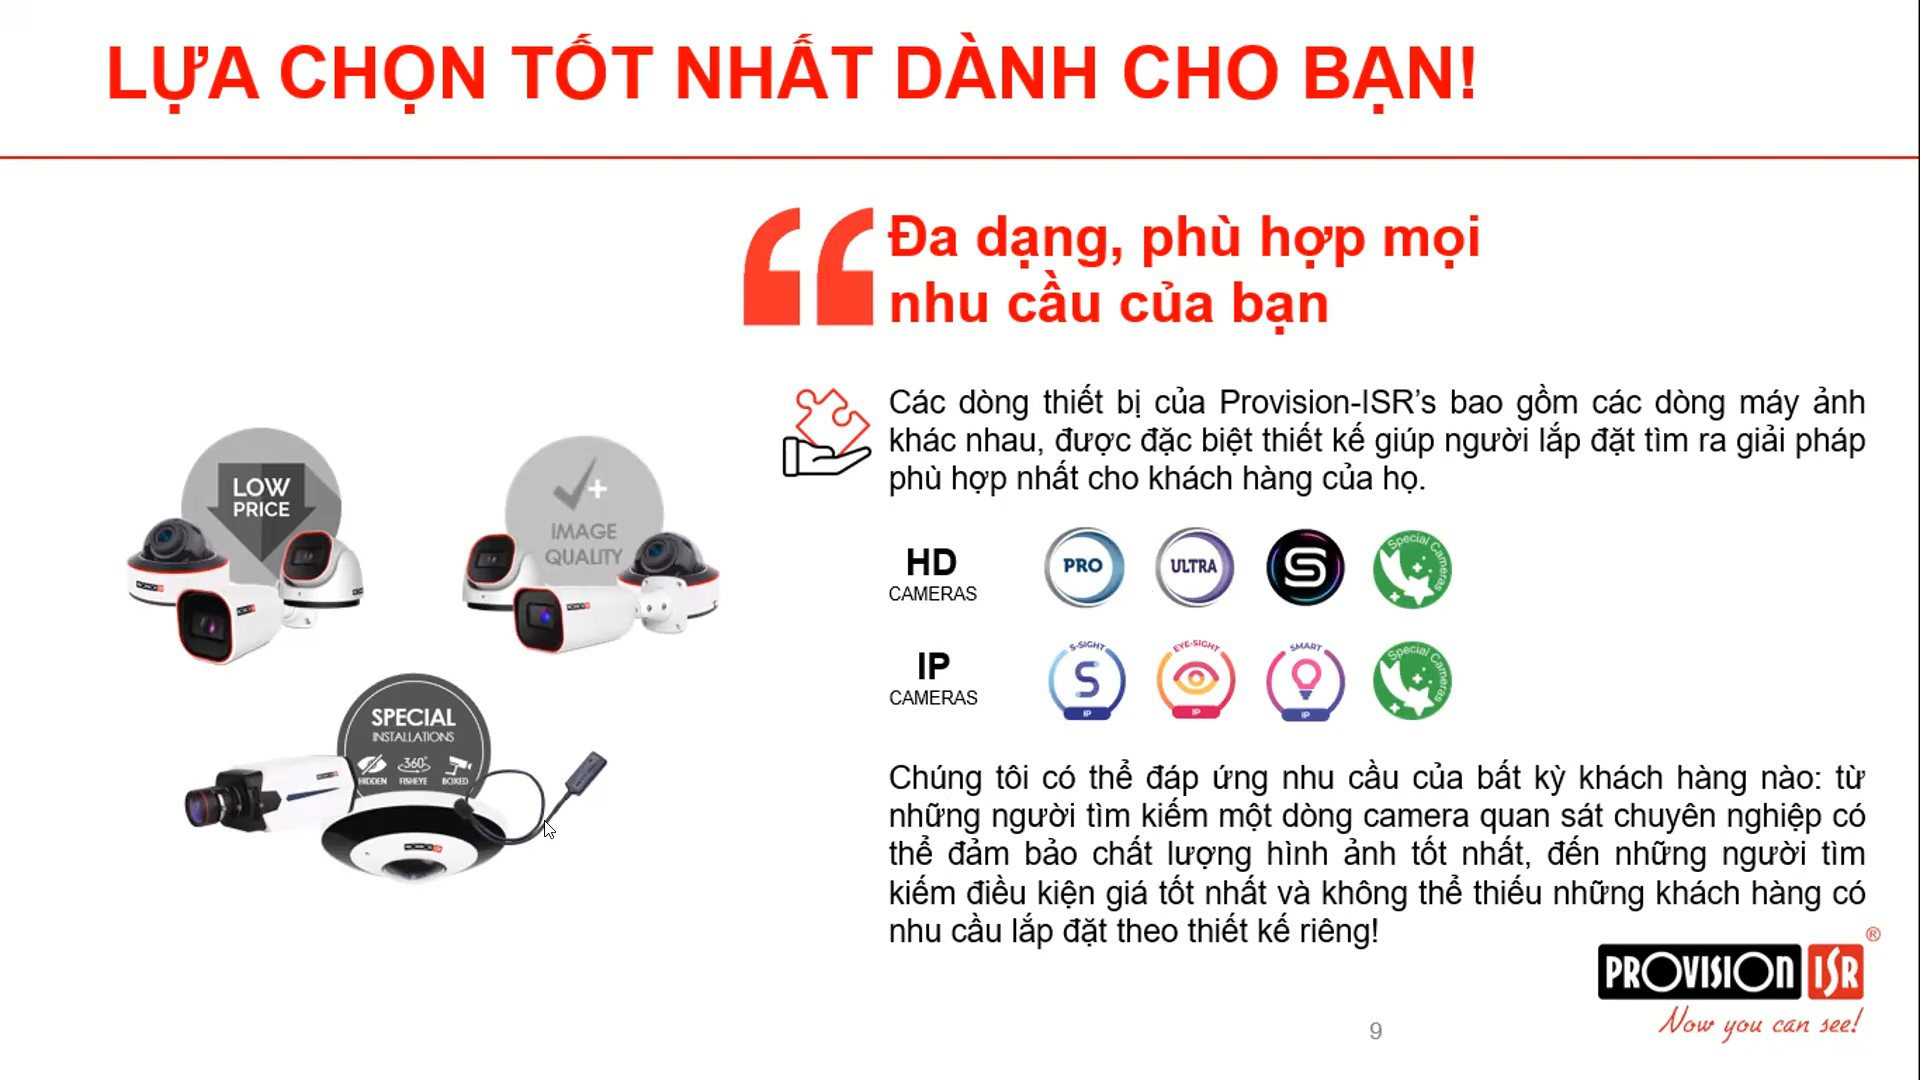 LỰA CHỌN TỐT NHẤT DÀNH CHO BẠN!
Đa dạng, phù hợp mọi
nhu cầu của bạn
Các dòng thiết bị của Provision-ISR’s bao gồm các dòng máy ảnh
khác nhau, được đặc biệt thiết kế giúp người lắp đặt tìm ra giải pháp
phù hợp nhất cho khách hàng của họ.
LOW
PRICE
+
IMAGE
QUALITY
SPECIAL
INSTALLATIONS
HIDDEN
360°
FISHEYE
BOXED
HD
CAMERAS
PRO
ULTRA
S
Special Cameras
IP
CAMERAS
S-SIGHT
S
IP
EYE-SIGHT
IP
SMART
IP
Special Cameras
Chúng tôi có thể đáp ứng nhu cầu của bất kỳ khách hàng nào: từ
những người tìm kiếm một dòng camera quan sát chuyên nghiệp có
thể đảm bảo chất lượng hình ảnh tốt nhất, đến những người tìm
kiếm điều kiện giá tốt nhất và không thể thiếu những khách hàng có
nhu cầu lắp đặt theo thiết kế riêng!
PROVISION ISR ®
Now you can see!
9